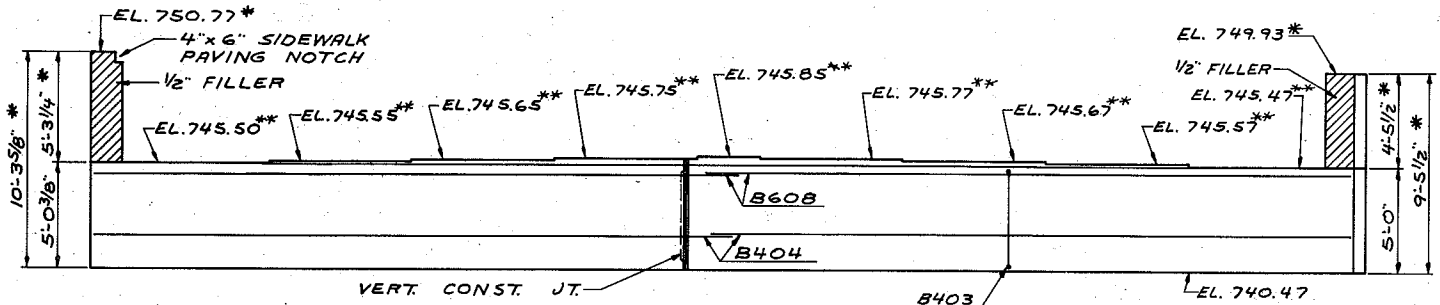 EL. 750.77*
4"x 6" SIDEWALK
PAVING NOTCH
1/2" FILLER
EL. 749.93*
1/2" FILLER
EL. 745.47**
EL. 745.50**
EL. 745.55**
EL. 745.65**
EL. 745.75**
EL. 745.85**
EL. 745.77**
EL. 745.67**
EL. 745.57**
10'-3 5/8" *
5'-3 1/4" *
5'-0 3/8"
4'-5 1/2" *
9'-5 1/2" *
5'-0"
B608
B404
VERT. CONST. JT.
B403
EL. 740.47